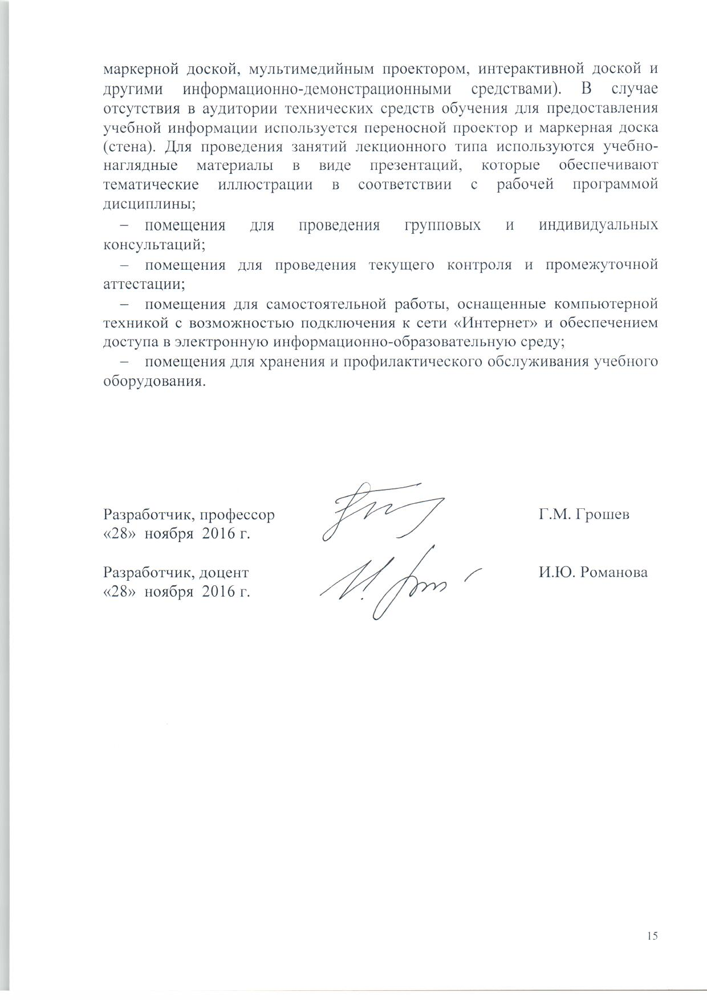 маркерной доской, мультимедийным проектором, интерактивной доской и
другими информационно-демонстрационными средствами). В случае
отсутствия в аудитории технических средств обучения для предоставления
учебной информации используется переносной проектор и маркерная доска
(стена). Для проведения занятий лекционного типа используются учебно-
наглядные материалы в виде презентаций, которые обеспечивают
тематические иллюстрации в соответствии с рабочей программой
дисциплины;
– помещения для проведения групповых и индивидуальных
консультаций;
– помещения для проведения текущего контроля и промежуточной
аттестации;
– помещения для самостоятельной работы, оснащенные компьютерной
техникой с возможностью подключения к сети «Интернет» и обеспечением
доступа в электронную информационно-образовательную среду;
– помещения для хранения и профилактического обслуживания учебного
оборудования.
Разработчик, профессор Г.М. Грошев
«28» ноября 2016 г.
Разработчик, доцент И.Ю. Романова
«28» ноября 2016 г.
15